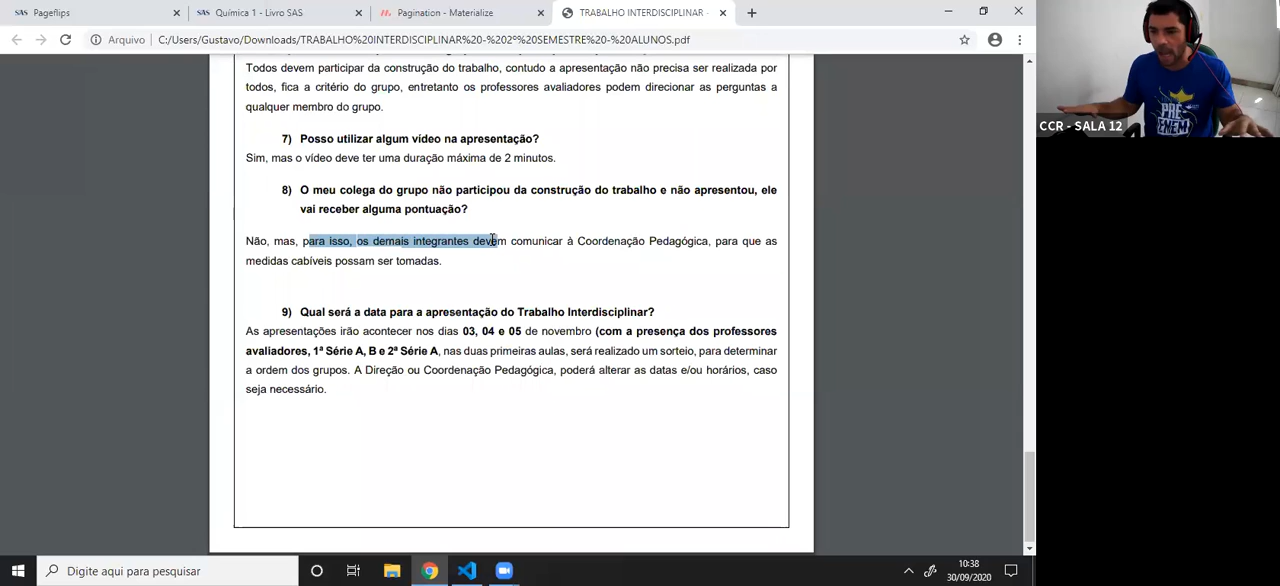 Pageflips
Química 1 - Livro SAS
Pagination - Materialize
TRABALHO INTERDISCIPLINAR -
Arquivo
C:/Users/Gustavo/Downloads/TRABALHO%20INTERDISCIPLINAR%20-%202º%20SEMESTRE%20-%20ALUNOS.pdf
Todos devem participar da construção do trabalho, contudo a apresentação não precisa ser realizada por
todos, fica a critério do grupo, entretanto os professores avaliadores podem direcionar as perguntas a
qualquer membro do grupo.
7) Posso utilizar algum vídeo na apresentação?
Sim, mas o vídeo deve ter uma duração máxima de 2 minutos.
8) O meu colega do grupo não participou da construção do trabalho e não apresentou, ele
vai receber alguma pontuação?
Não, mas, para isso, os demais integrantes devem comunicar à Coordenação Pedagógica, para que as
medidas cabíveis possam ser tomadas.
9) Qual será a data para a apresentação do Trabalho Interdisciplinar?
As apresentações irão acontecer nos dias 03, 04 e 05 de novembro (com a presença dos professores
avaliadores, 1ª Série A, B e 2ª Série A, nas duas primeiras aulas, será realizado um sorteio, para determinar
a ordem dos grupos. A Direção ou Coordenação Pedagógica, poderá alterar as datas e/ou horários, caso
seja necessário.
PRÉ
ENEM
CCR - SALA 12
Digite aqui para pesquisar
10:38
30/09/2020